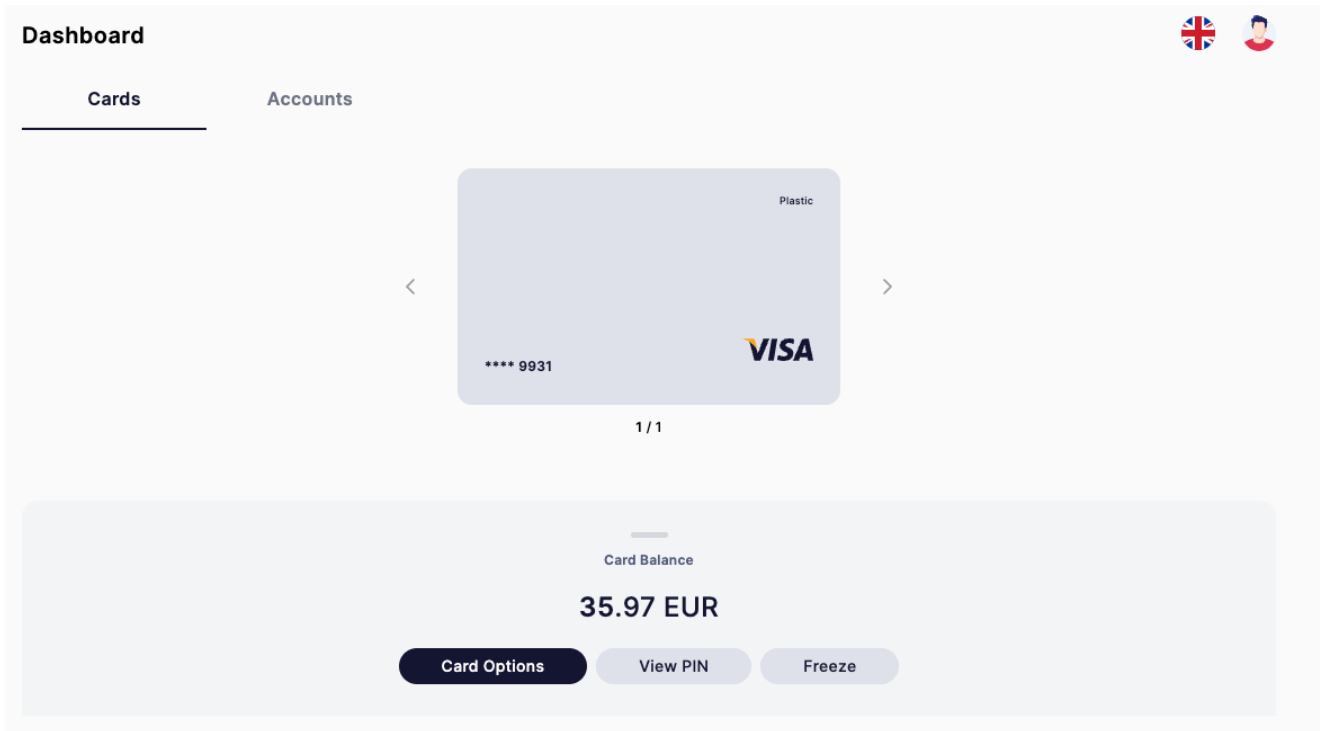 Dashboard
Cards Accounts
Plastic
VISA
**** 9931
1 / 1
Card Balance
35.97 EUR
Card Options View PIN Freeze